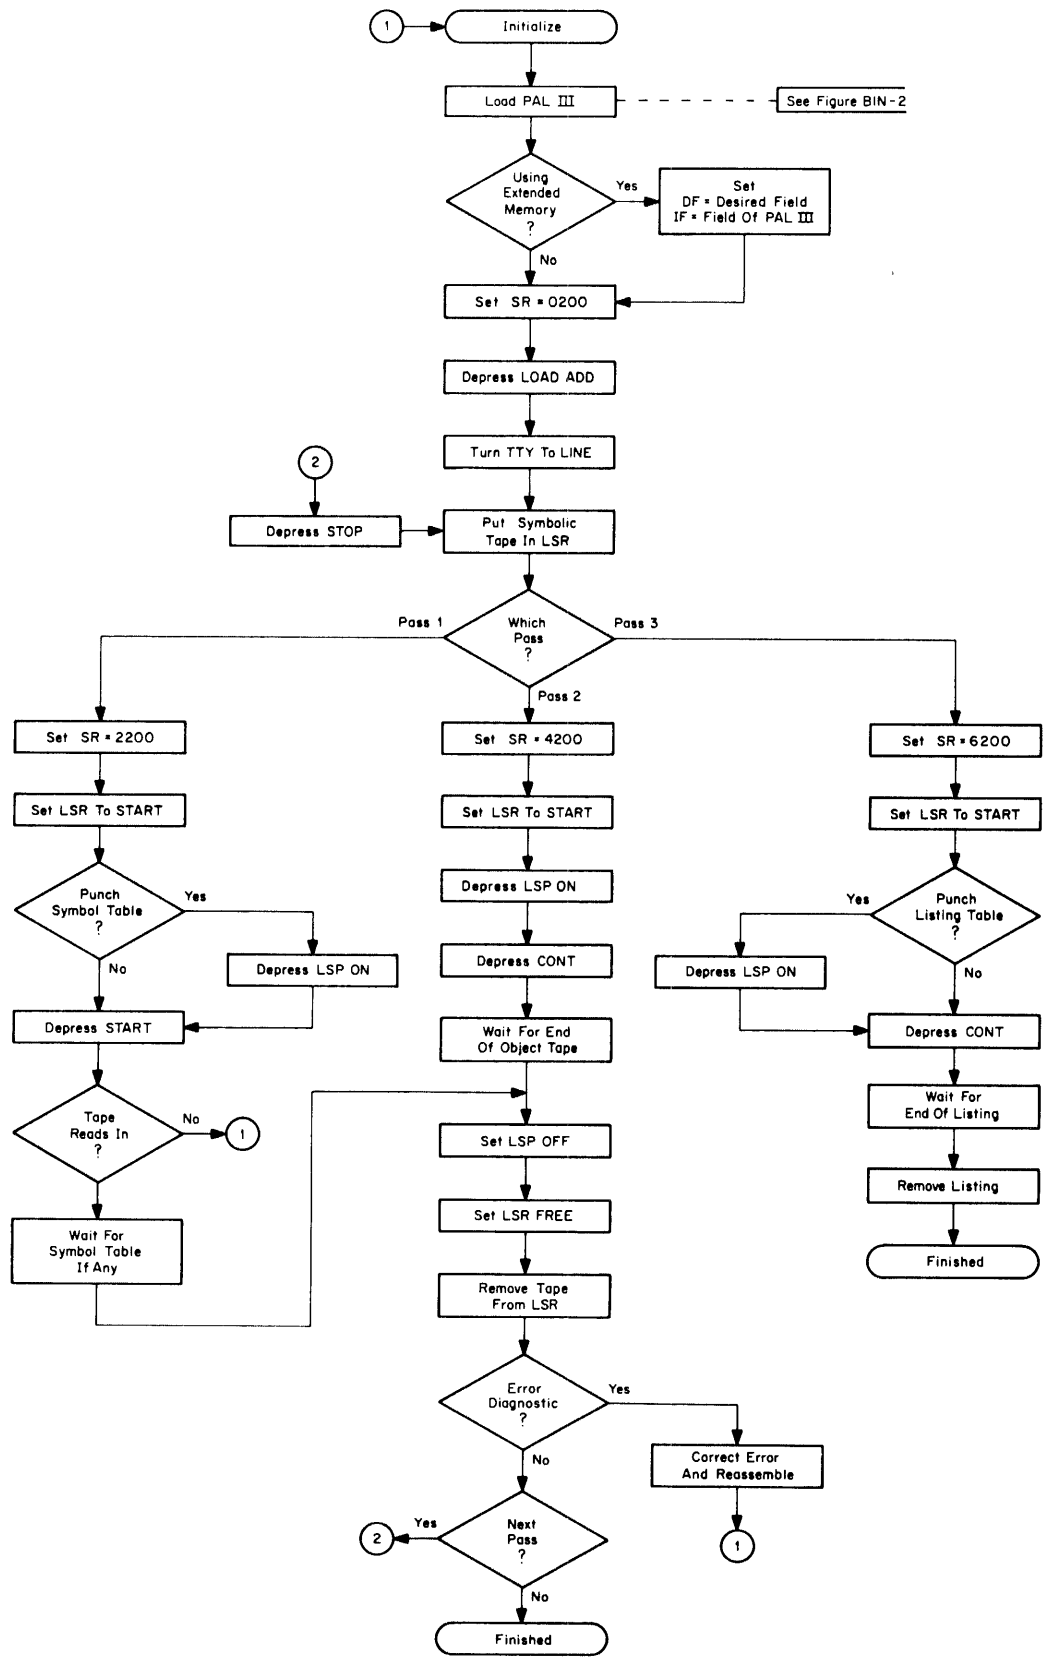 1
Initialize
Load PAL III
See Figure BIN-2
Using
Extended
Memory
?
Yes
Set
DF = Desired Field
IF = Field Of PAL III
No
Set SR = 0200
Depress LOAD ADD
Turn TTY To LINE
2
Depress STOP
Put Symbolic
Tape In LSR
Pass 1
Which
Pass
?
Pass 3
Pass 2
Set SR = 2200
Set LSR To START
Punch
Symbol Table
?
Yes
No
Depress LSP ON
Depress START
Tape
Reads In
?
No
1
Wait For
Symbol Table
If Any
Set SR = 4200
Set LSR To START
Depress LSP ON
Depress CONT
Wait For End
Of Object Tape
Set LSP OFF
Set LSR FREE
Remove Tape
From LSR
Error
Diagnostic
?
Yes
Correct Error
And Reassemble
1
No
Next
Pass
?
Yes
2
No
Finished
Set SR = 6200
Set LSR To START
Punch
Listing Table
?
Yes
Depress LSP ON
No
Depress CONT
Wait For
End Of Listing
Remove Listing
Finished